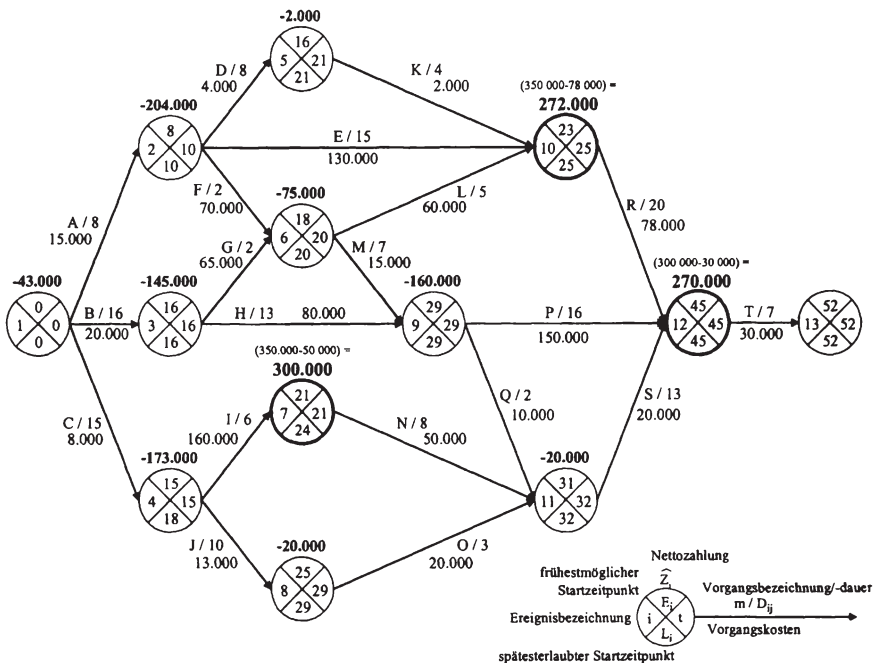 -2.000
16
5 21
21
D / 8
4.000
K / 4
2.000
(350 000-78 000) =
272.000
23
10 25
25
-204.000
8
2 10
10
E / 15
130.000
F / 2
70.000
-75.000
18
6 20
20
L / 5
60.000
R / 20
78.000
A / 8
15.000
G / 2
65.000
M / 7
15.000
(300 000-30 000) =
270.000
45
12 45
45
-43.000
0
1 0
0
-145.000
16
3 16
16
B / 16
20.000
H / 13
80.000
-160.000
29
9 29
29
P / 16
150.000
T / 7
30.000
52
13 52
52
(350.000-50 000) =
300.000
21
7 21
24
C / 15
8.000
I / 6
160.000
N / 8
50.000
Q / 2
10.000
S / 13
20.000
-173.000
15
4 15
18
-20.000
31
11 32
32
J / 10
13.000
-20.000
25
8 29
29
O / 3
20.000
Nettozahlung
Ẑi
frühestmöglicher
Startzeitpunkt
Vorgangsbezeichnung/-dauer
m / Dij
Ei
Ereignisbezeichnung
i t
Vorgangskosten
Li
spätesterlaubter Startzeitpunkt